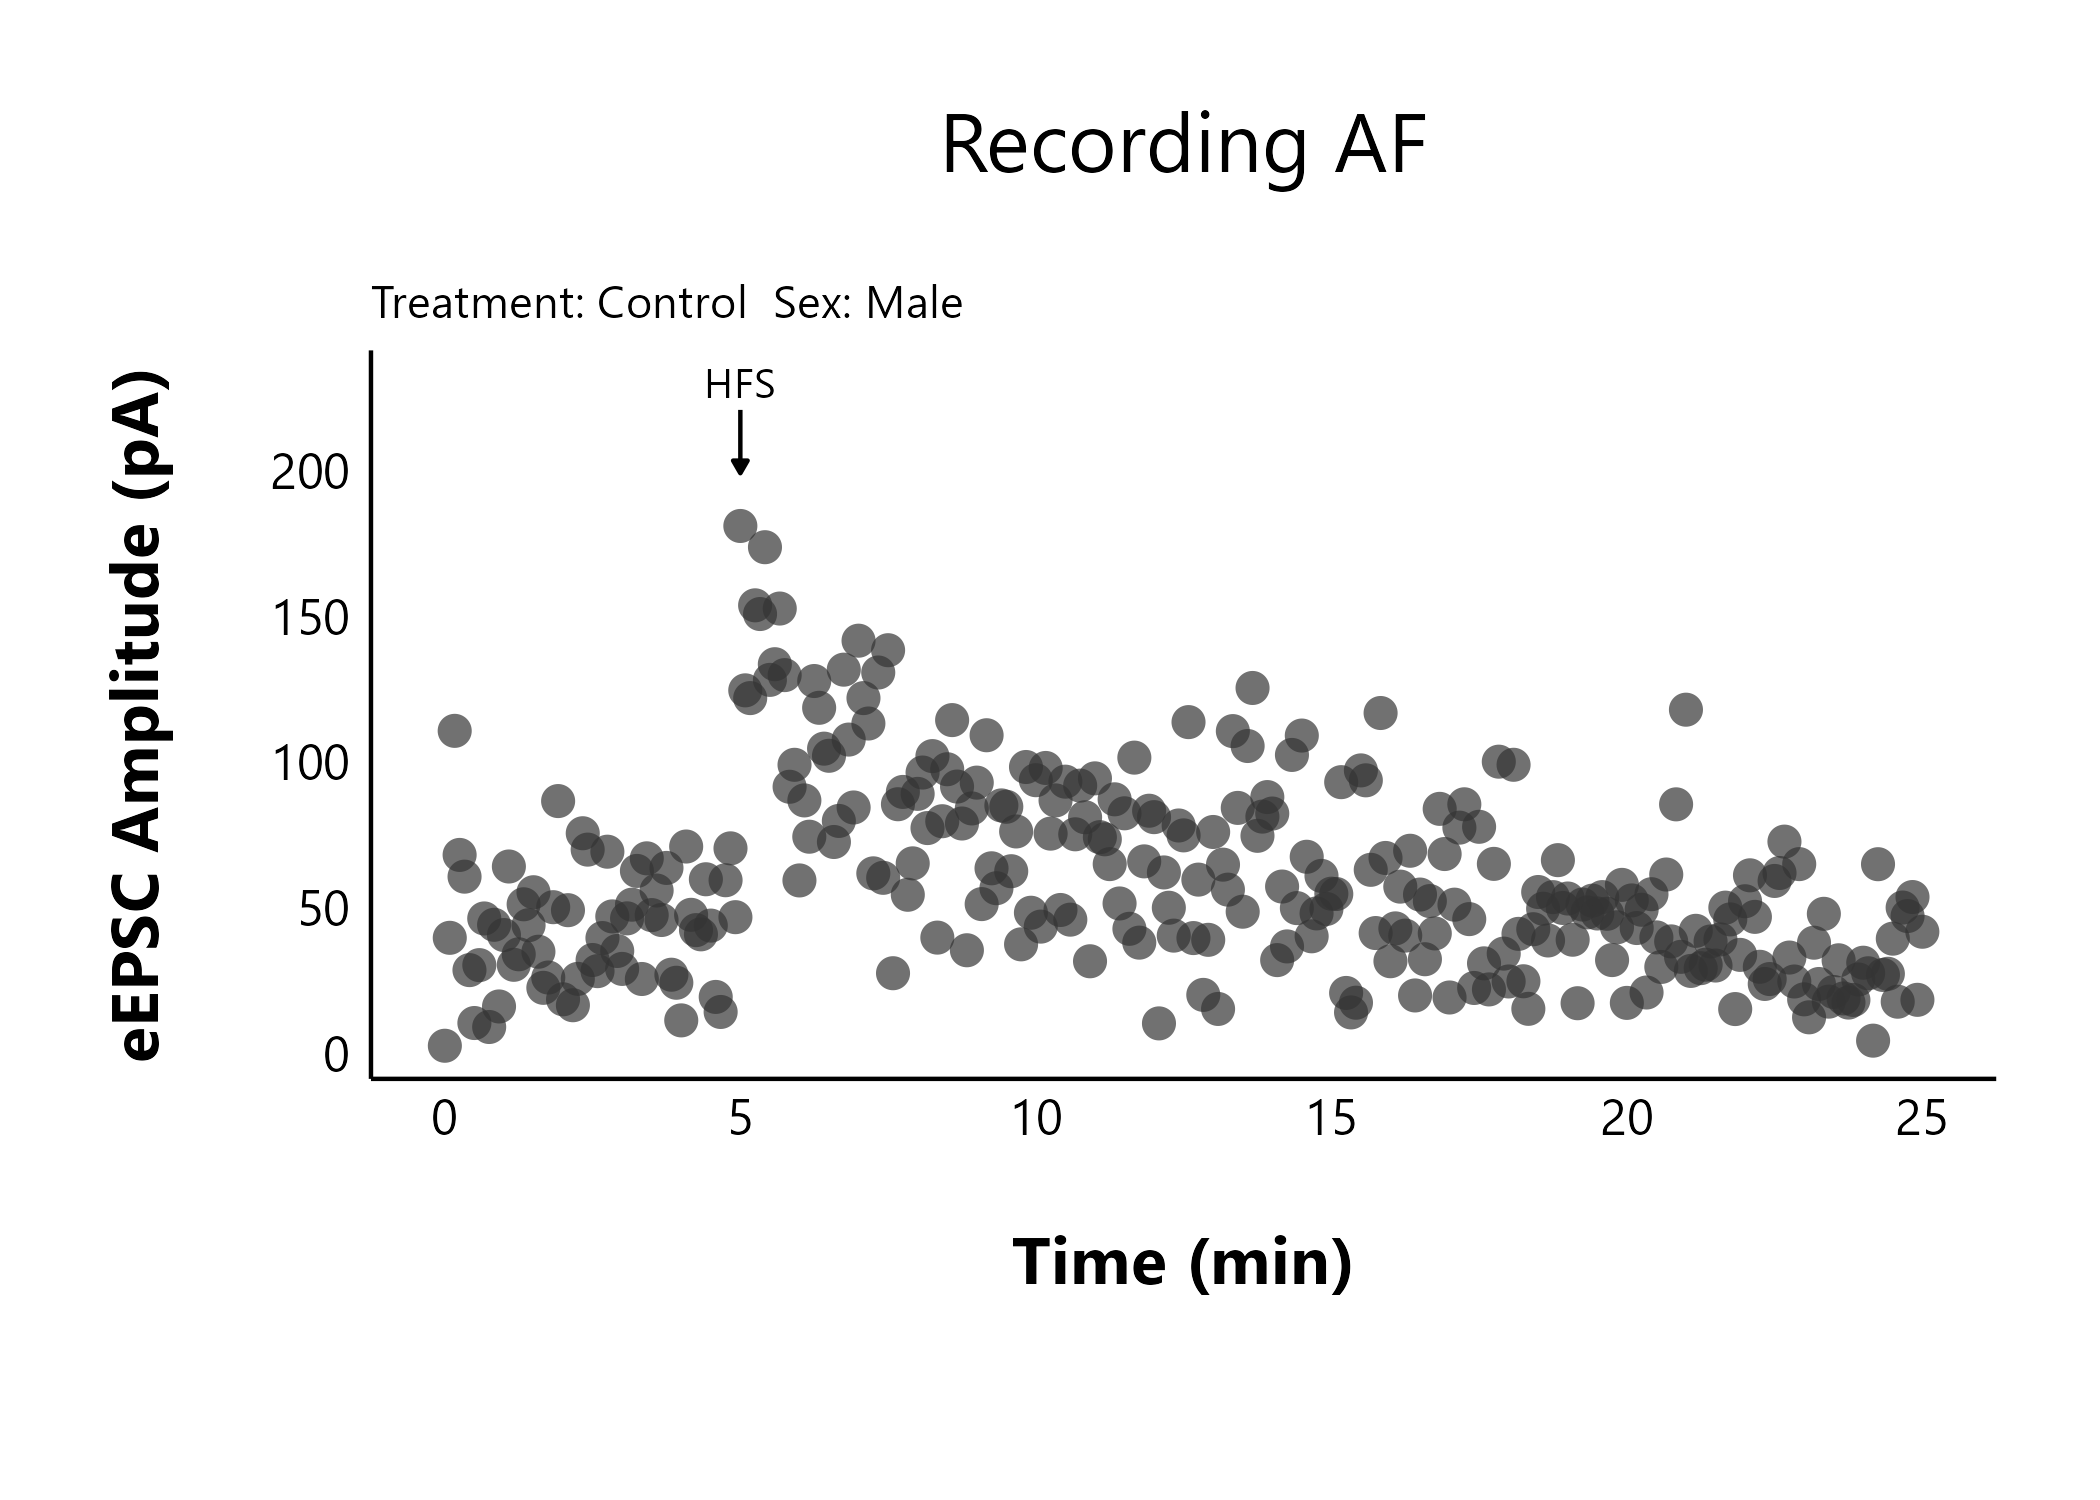 Recording AF
Treatment: Control  Sex: Male
HFS
eEPSC Amplitude (pA)
200
150
100
50
0
0 5 10 15 20 25
Time (min)